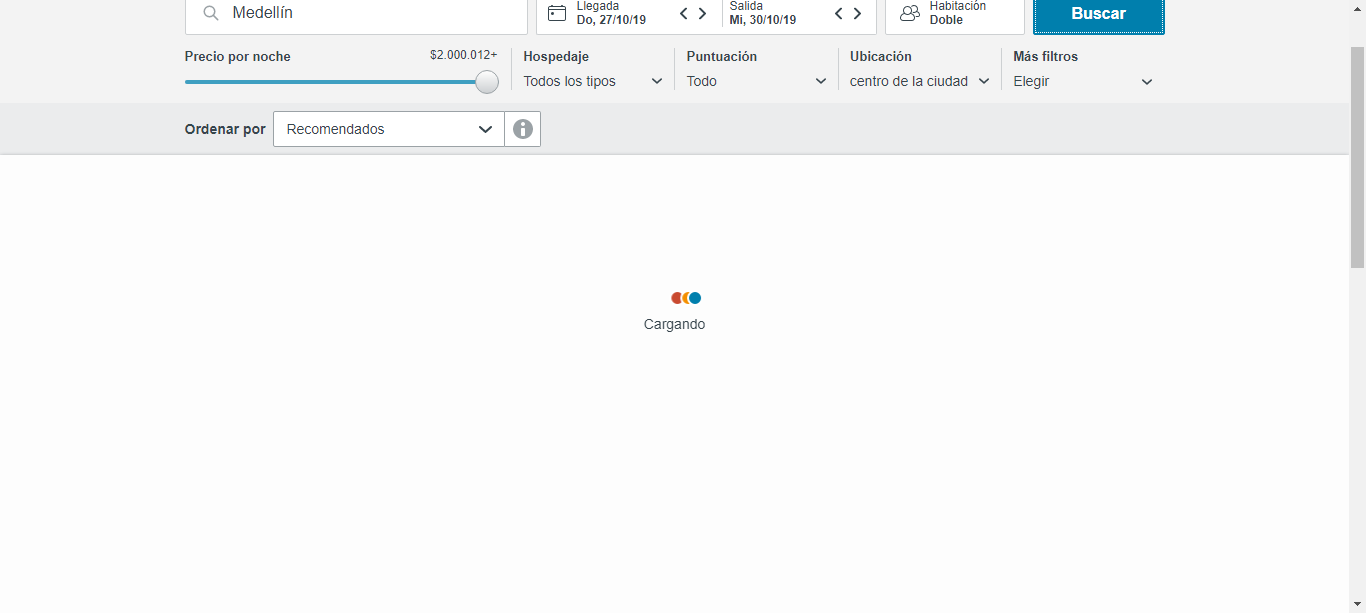 Medellín
Llegada
Do, 27/10/19
Salida
Mi, 30/10/19
Habitación
Doble
Buscar
Precio por noche
$2.000.012+
Hospedaje
Todos los tipos
Puntuación
Todo
Ubicación
centro de la ciudad
Más filtros
Elegir
Ordenar por
Recomendados
Cargando